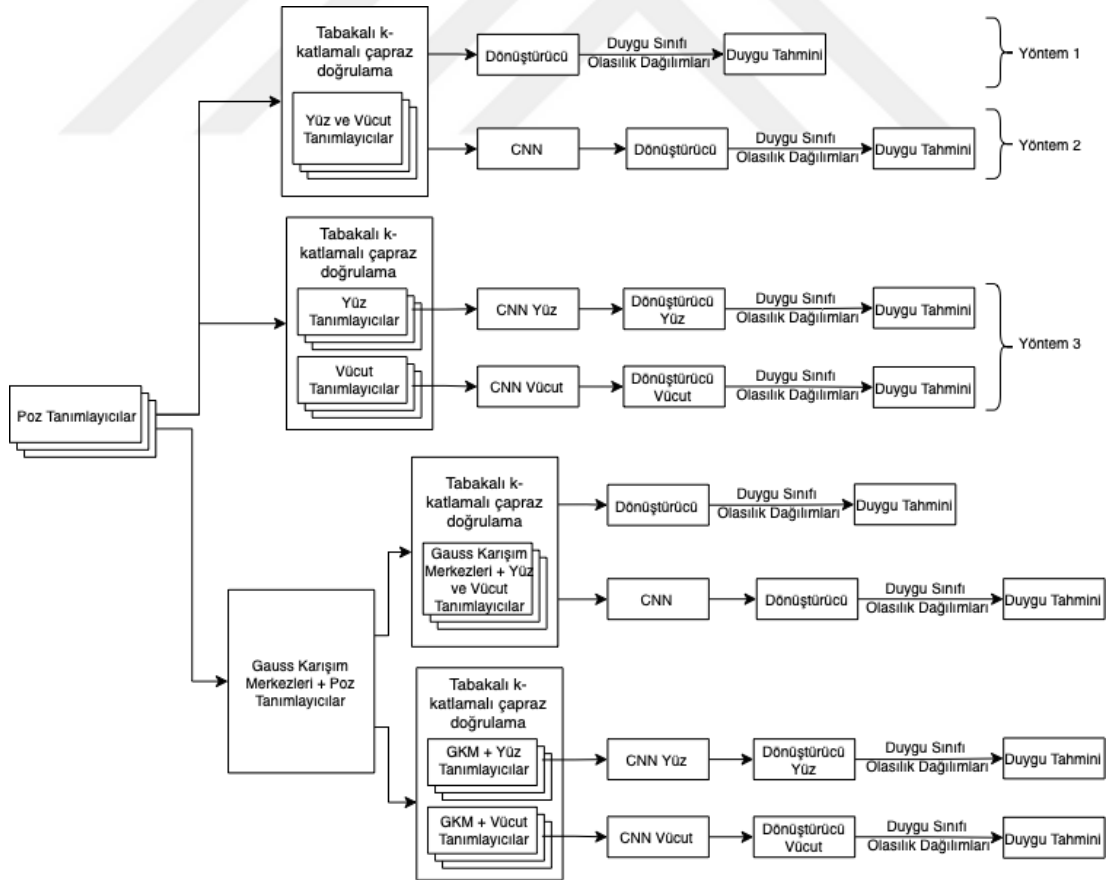 Tabakalı k-
katlamalı çapraz
doğrulama
Yüz ve Vücut
Tanımlayıcılar
Dönüştürücü
Duygu Sınıfı
Olasılık Dağılımları
Duygu Tahmini
Yöntem 1
CNN
Dönüştürücü
Duygu Sınıfı
Olasılık Dağılımları
Duygu Tahmini
Yöntem 2
Tabakalı k-
katlamalı çapraz
doğrulama
Yüz
Tanımlayıcılar
CNN Yüz
Dönüştürücü
Yüz
Duygu Sınıfı
Olasılık Dağılımları
Duygu Tahmini
Yöntem 3
Vücut
Tanımlayıcılar
CNN Vücut
Dönüştürücü
Vücut
Duygu Sınıfı
Olasılık Dağılımları
Duygu Tahmini
Poz Tanımlayıcılar
Tabakalı k-
katlamalı çapraz
doğrulama
Gauss Karışım
Merkezleri + Yüz
ve Vücut
Tanımlayıcılar
Dönüştürücü
Duygu Sınıfı
Olasılık Dağılımları
Duygu Tahmini
CNN
Dönüştürücü
Duygu Sınıfı
Olasılık Dağılımları
Duygu Tahmini
Gauss Karışım
Merkezleri + Poz
Tanımlayıcılar
Tabakalı k-
katlamalı çapraz
doğrulama
GKM + Yüz
Tanımlayıcılar
CNN Yüz
Dönüştürücü
Yüz
Duygu Sınıfı
Olasılık Dağılımları
Duygu Tahmini
GKM + Vücut
Tanımlayıcılar
CNN Vücut
Dönüştürücü
Vücut
Duygu Sınıfı
Olasılık Dağılımları
Duygu Tahmini